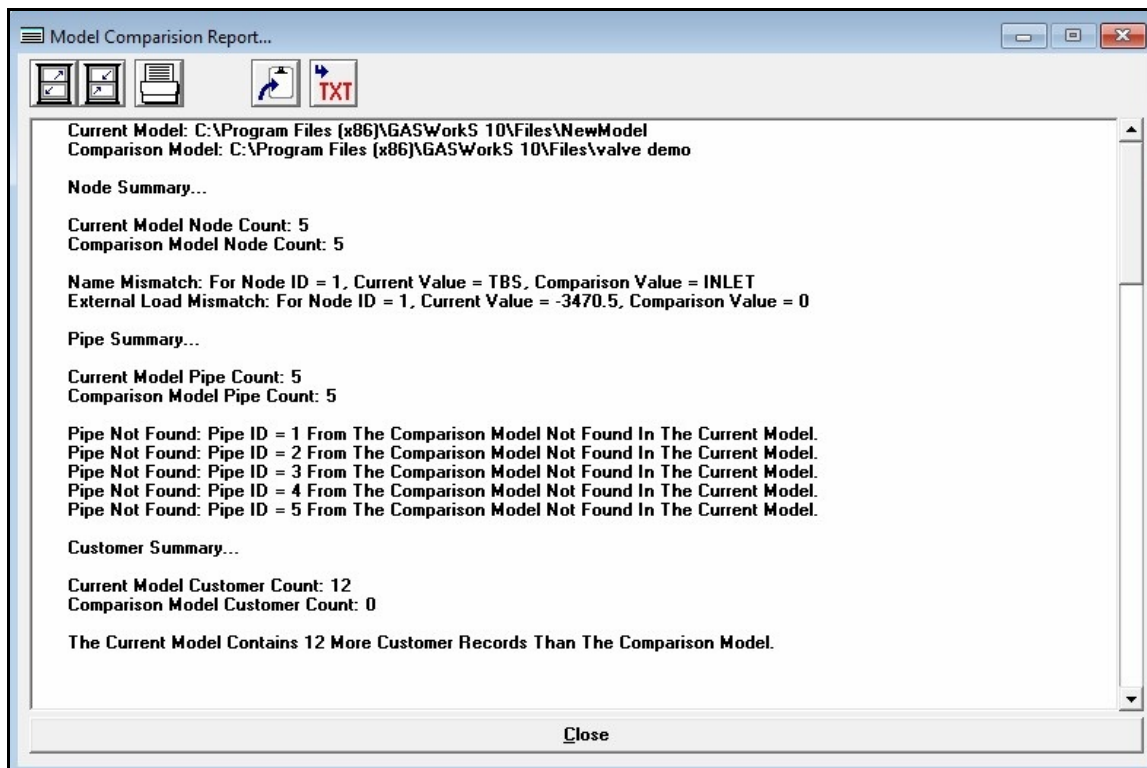 Model Comparision Report...
TXT
Current Model: C:\Program Files (x86)\GASWorkS 10\Files\NewModel
Comparison Model: C:\Program Files (x86)\GASWorkS 10\Files\valve demo
Node Summary...
Current Model Node Count: 5
Comparison Model Node Count: 5
Name Mismatch: For Node ID = 1, Current Value = TBS, Comparison Value = INLET
External Load Mismatch: For Node ID = 1, Current Value = -3470.5, Comparison Value = 0
Pipe Summary...
Current Model Pipe Count: 5
Comparison Model Pipe Count: 5
Pipe Not Found: Pipe ID = 1 From The Comparison Model Not Found In The Current Model.
Pipe Not Found: Pipe ID = 2 From The Comparison Model Not Found In The Current Model.
Pipe Not Found: Pipe ID = 3 From The Comparison Model Not Found In The Current Model.
Pipe Not Found: Pipe ID = 4 From The Comparison Model Not Found In The Current Model.
Pipe Not Found: Pipe ID = 5 From The Comparison Model Not Found In The Current Model.
Customer Summary...
Current Model Customer Count: 12
Comparison Model Customer Count: 0
The Current Model Contains 12 More Customer Records Than The Comparison Model.
Close